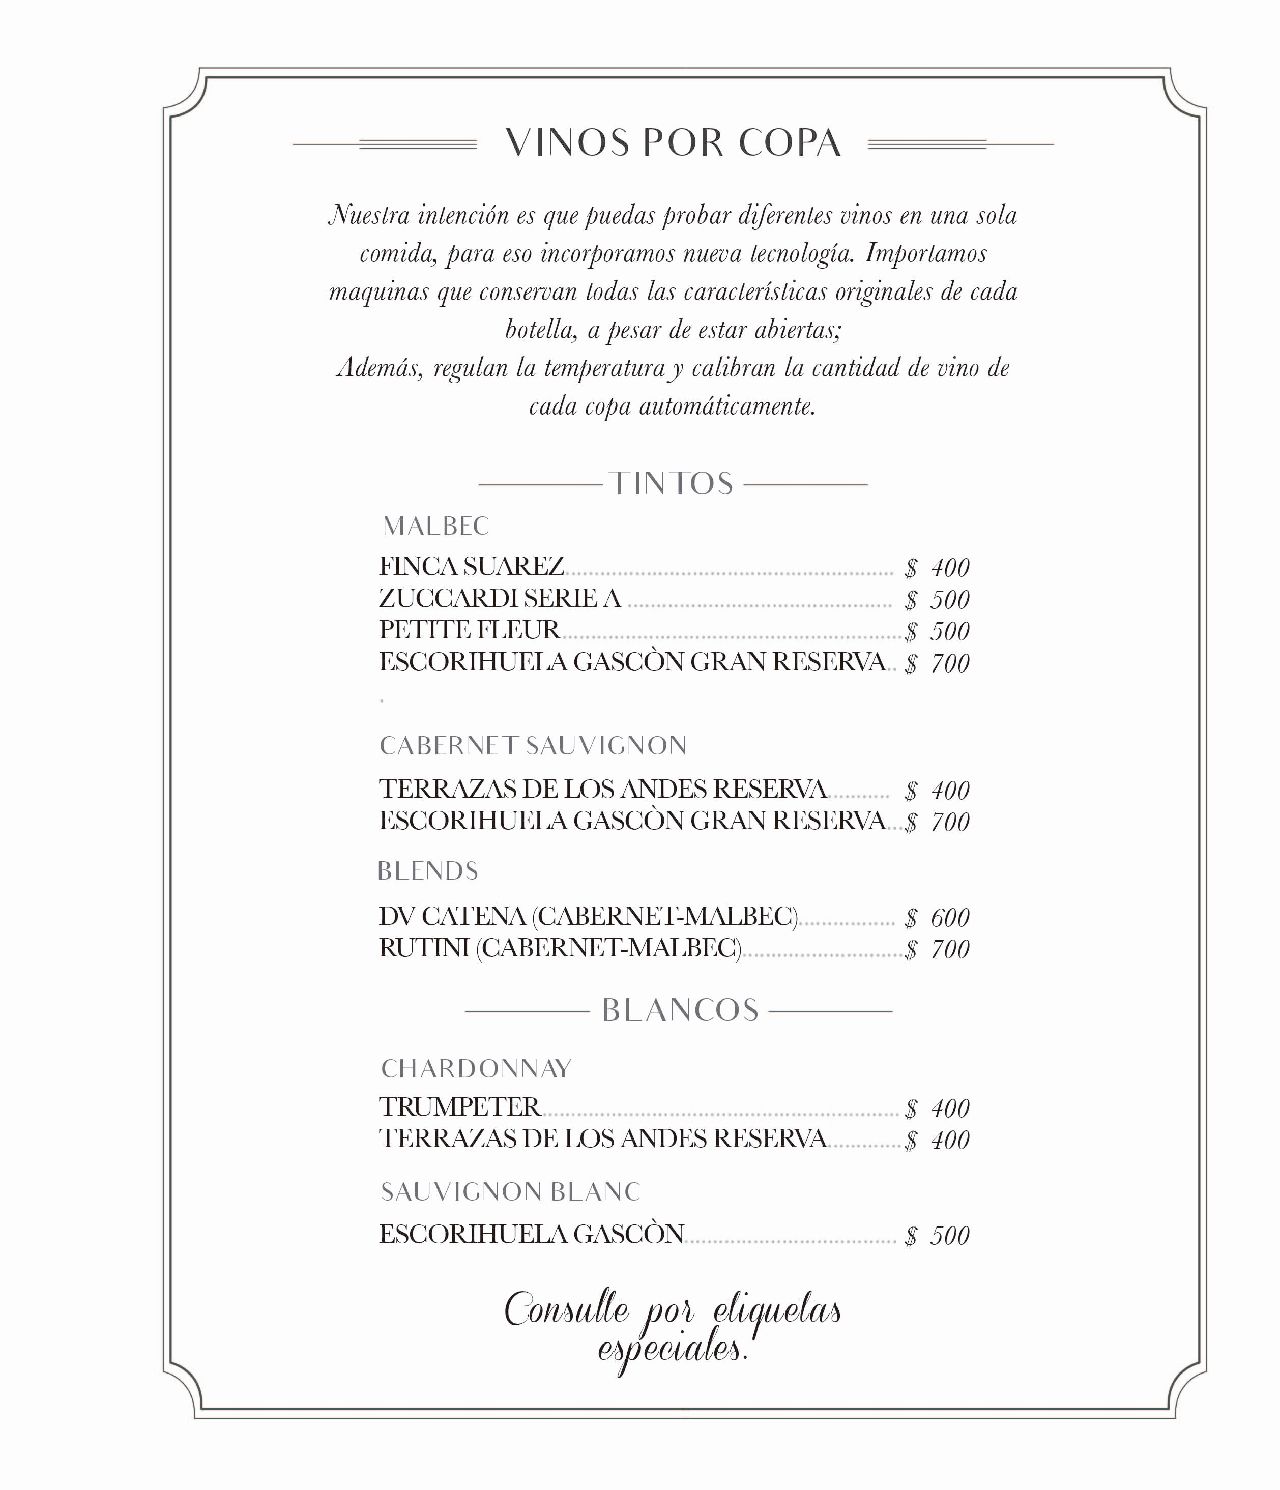 VINOS POR COPA
Nuestra intención es que puedas probar diferentes vinos en una sola
comida, para eso incorporamos nueva tecnología. Importamos
maquinas que conservan todas las características originales de cada
botella, a pesar de estar abiertas;
Además, regulan la temperatura y calibran la cantidad de vino de
cada copa automáticamente.
TINTOS
MALBEC
FINCA SUAREZ........................................................ $ 400
ZUCCARDI SERIE A ............................................. $ 500
PETITE FLEUR..........................................................$ 500
ESCORIHUELA GASCÒN GRAN RESERVA.. $ 700
.
CABERNET SAUVIGNON
TERRAZAS DE LOS ANDES RESERVA........... $ 400
ESCORIHUELA GASCÒN GRAN RESERVA...$ 700
BLENDS
DV CATENA (CABERNET-MALBEC)................. $ 600
RUTINI (CABERNET-MALBEC)............................$ 700
BLANCOS
CHARDONNAY
TRUMPETER............................................................. $ 400
TERRAZAS DE LOS ANDES RESERVA.............$ 400
SAUVIGNON BLANC
ESCORIHUELA GASCÒN.................................... $ 500
Consulte por etiquetas
especiales.